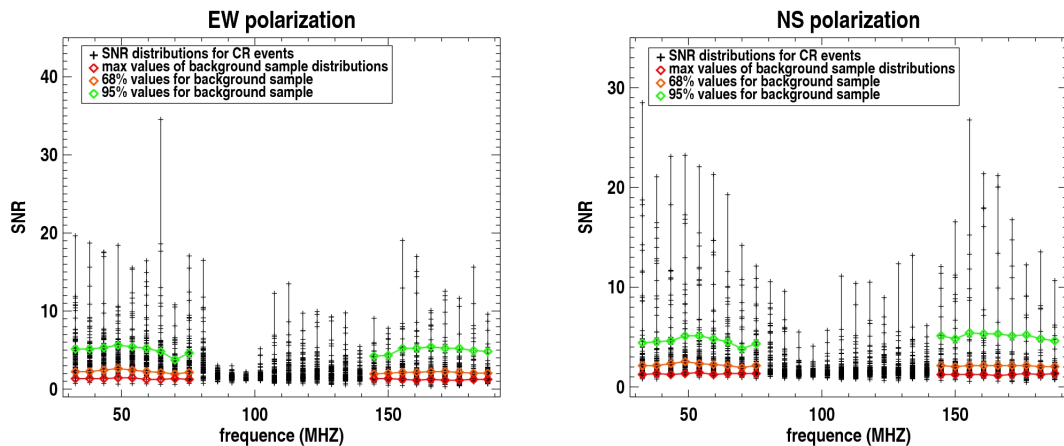 EW polarization
SNR distributions for CR events
max values of background sample distributions
68% values for background sample
95% values for background sample
40
30
20
10
0
SNR
50
100
150
frequence (MHZ)
NS polarization
SNR distributions for CR events
max values of background sample distributions
68% values for background sample
95% values for background sample
30
20
10
0
SNR
50
100
150
frequence (MHZ)